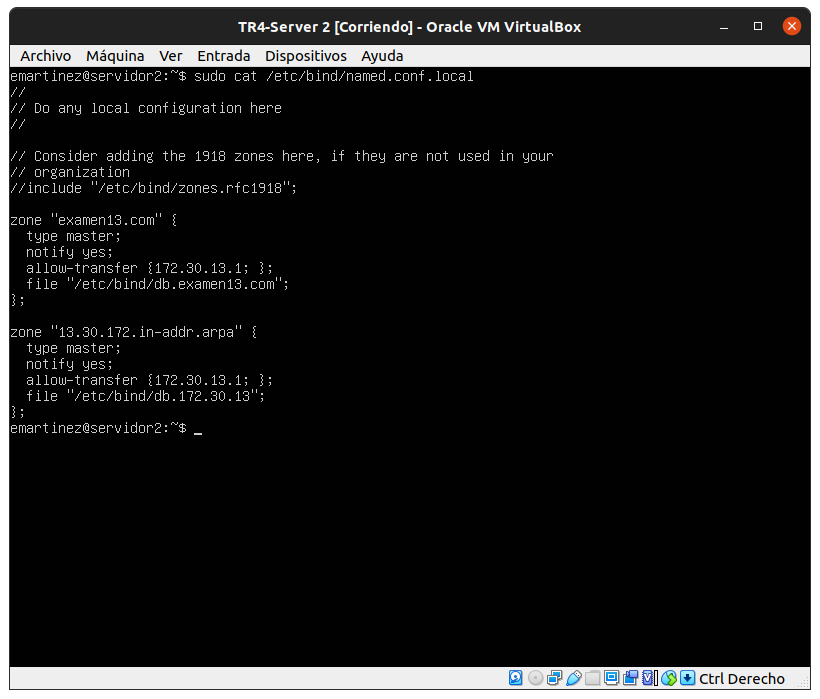 TR4-Server 2 [Corriendo] - Oracle VM VirtualBox
Archivo Máquina Ver Entrada Dispositivos Ayuda
emartinez@servidor2:~$ sudo cat /etc/bind/named.conf.local
//
// Do any local configuration here
//

// Consider adding the 1918 zones here, if they are not used in your
// organization
//include "/etc/bind/zones.rfc1918";

zone "examen13.com" {
  type master;
  notify yes;
  allow-transfer {172.30.13.1; };
  file "/etc/bind/db.examen13.com";
};

zone "13.30.172.in-addr.arpa" {
  type master;
  notify yes;
  allow-transfer {172.30.13.1; };
  file "/etc/bind/db.172.30.13";
};
emartinez@servidor2:~$ _
Ctrl Derecho